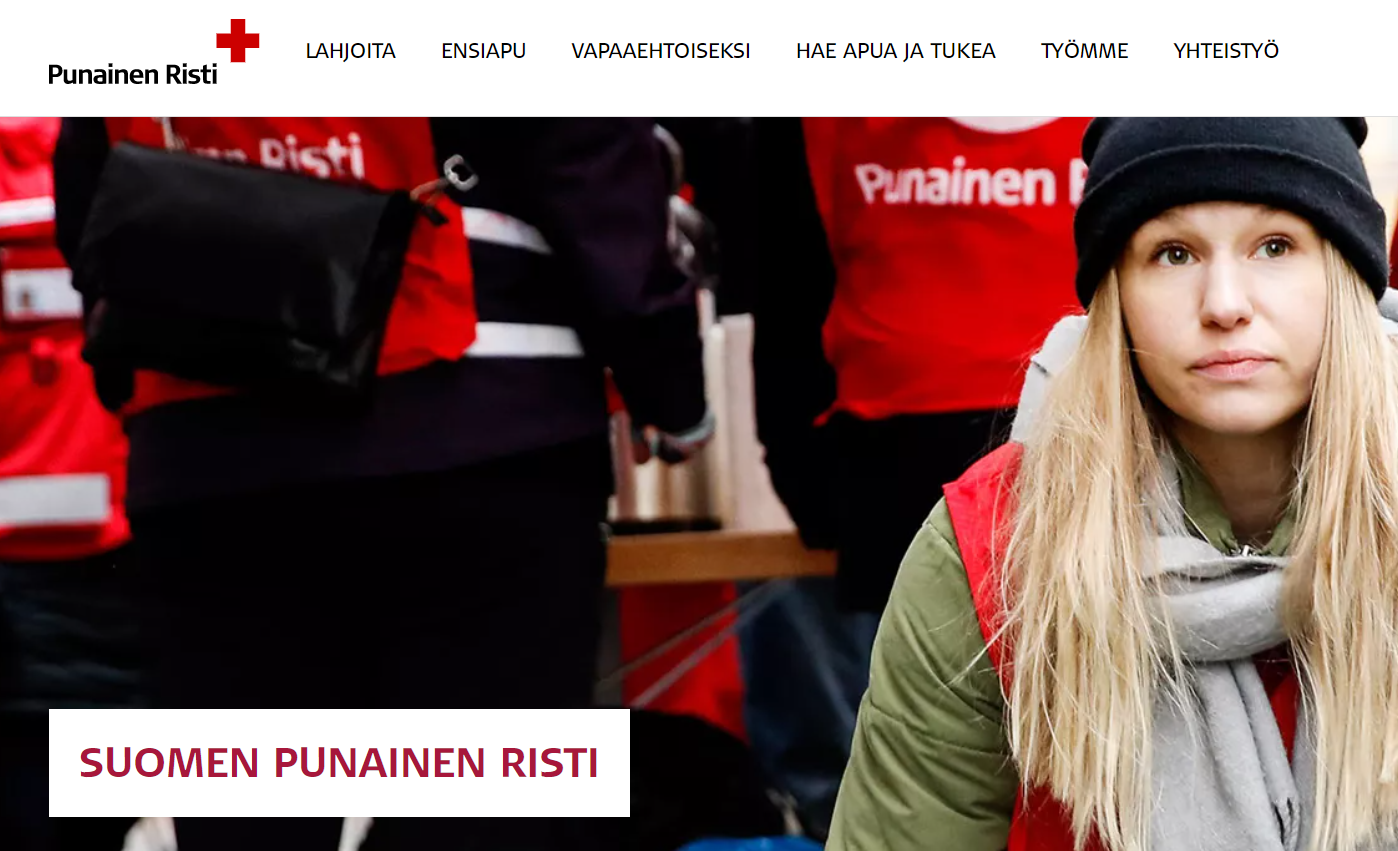 Punainen Risti
LAHJOITA
ENSIAPU
VAPAAEHTOISEKSI
HAE APUA JA TUKEA
TYÖMME
YHTEISTYÖ
Risti
Punainen
SUOMEN PUNAINEN RISTI